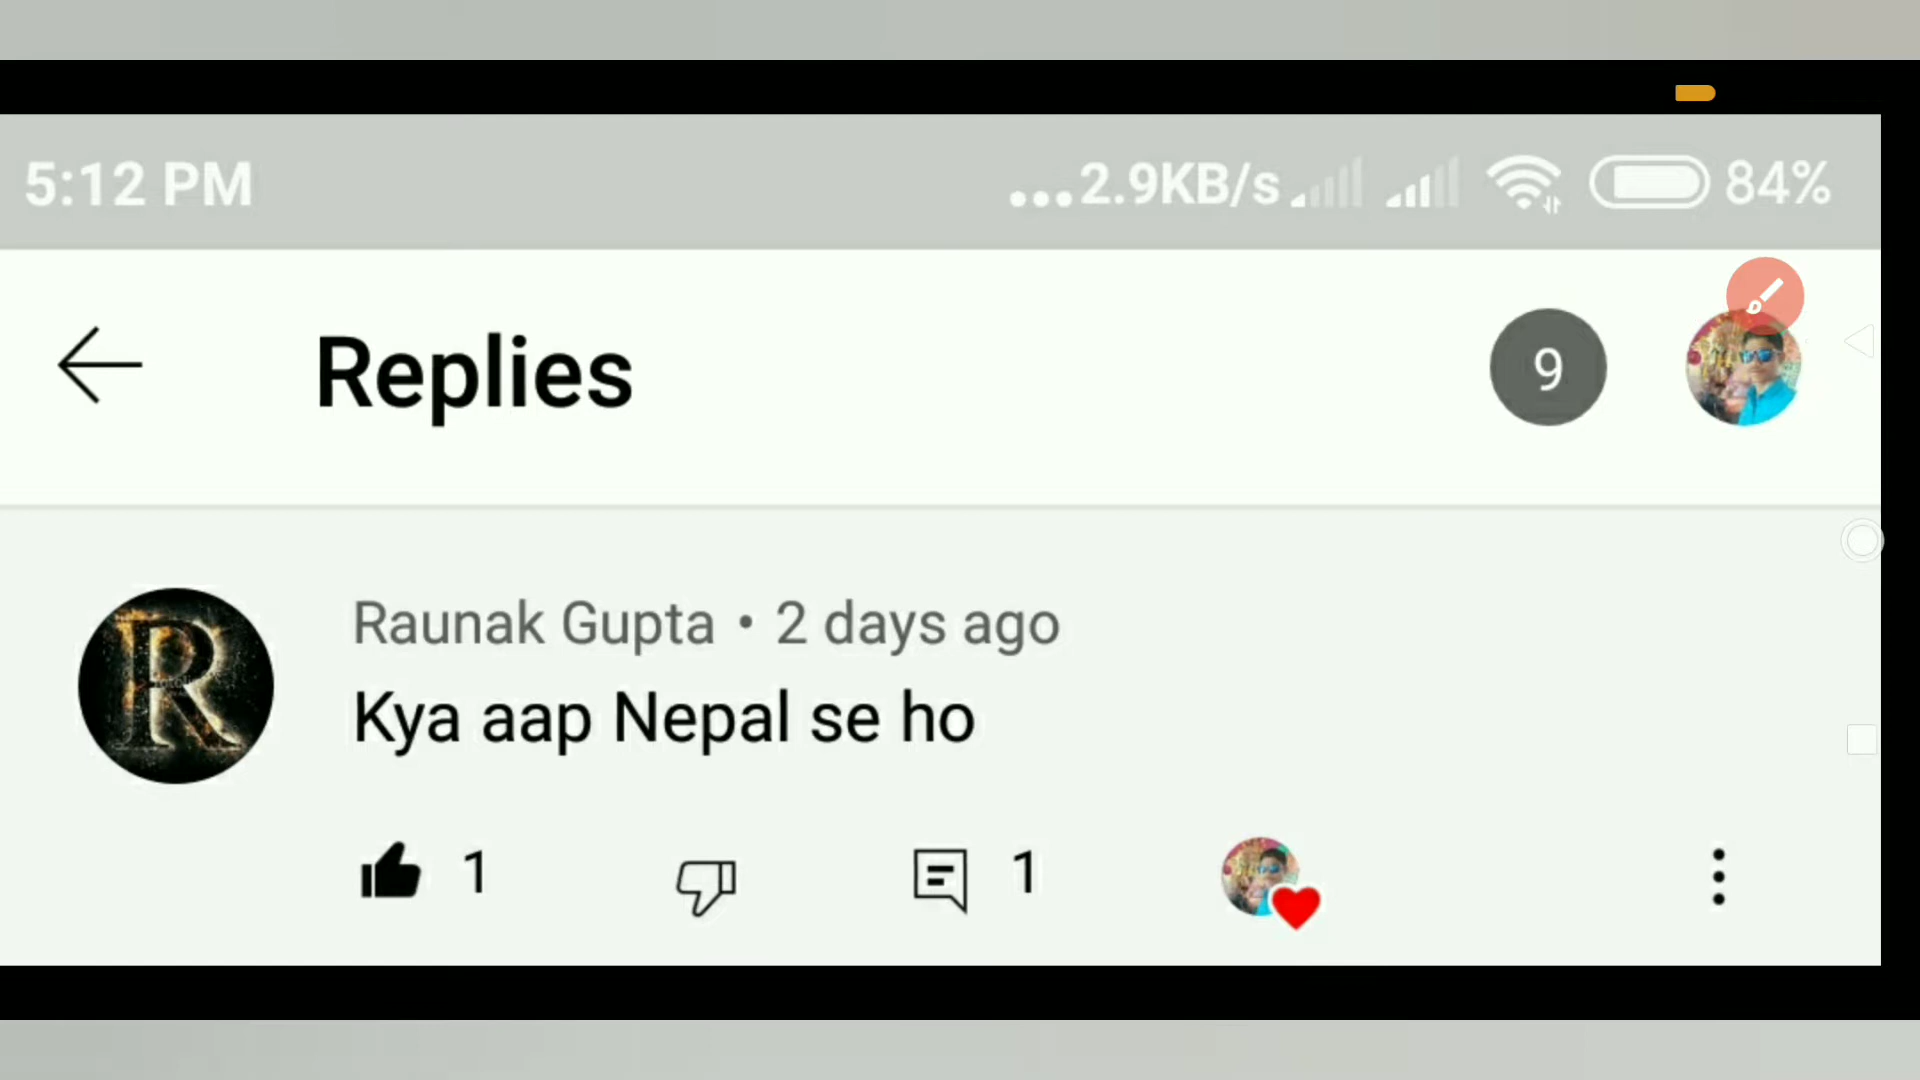 5:12 PM ...2.9KB/s 84%
Replies 9
R
Raunak Gupta • 2 days ago
Kya aap Nepal se ho
1 1